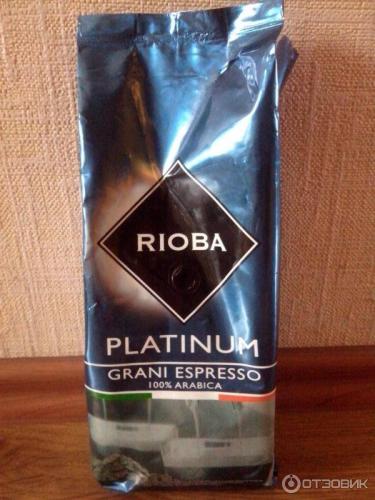 RIOBA
PLATINUM
GRANI ESPRESSO
100% ARABICA
ОТЗОВИК